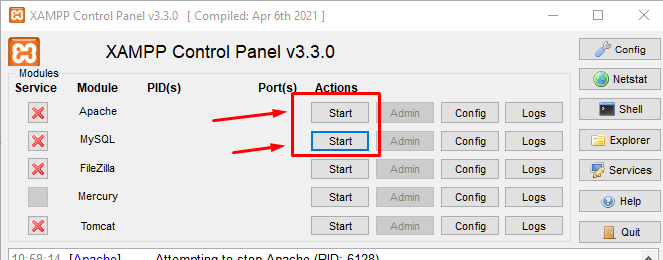 XAMPP Control Panel v3.3.0 [ Compiled: Apr 6th 2021 ]
XAMPP Control Panel v3.3.0
Config
Modules
Service Module PID(s) Port(s) Actions
Netstat
Apache Start Admin Config Logs
Shell
MySQL Start Admin Config Logs
Explorer
FileZilla Start Admin Config Logs
Services
Mercury Start Admin Config Logs
Help
Tomcat Start Admin Config Logs
Quit
10:58:14 [Apache] Attempting to stop Apache (PID: 6128)